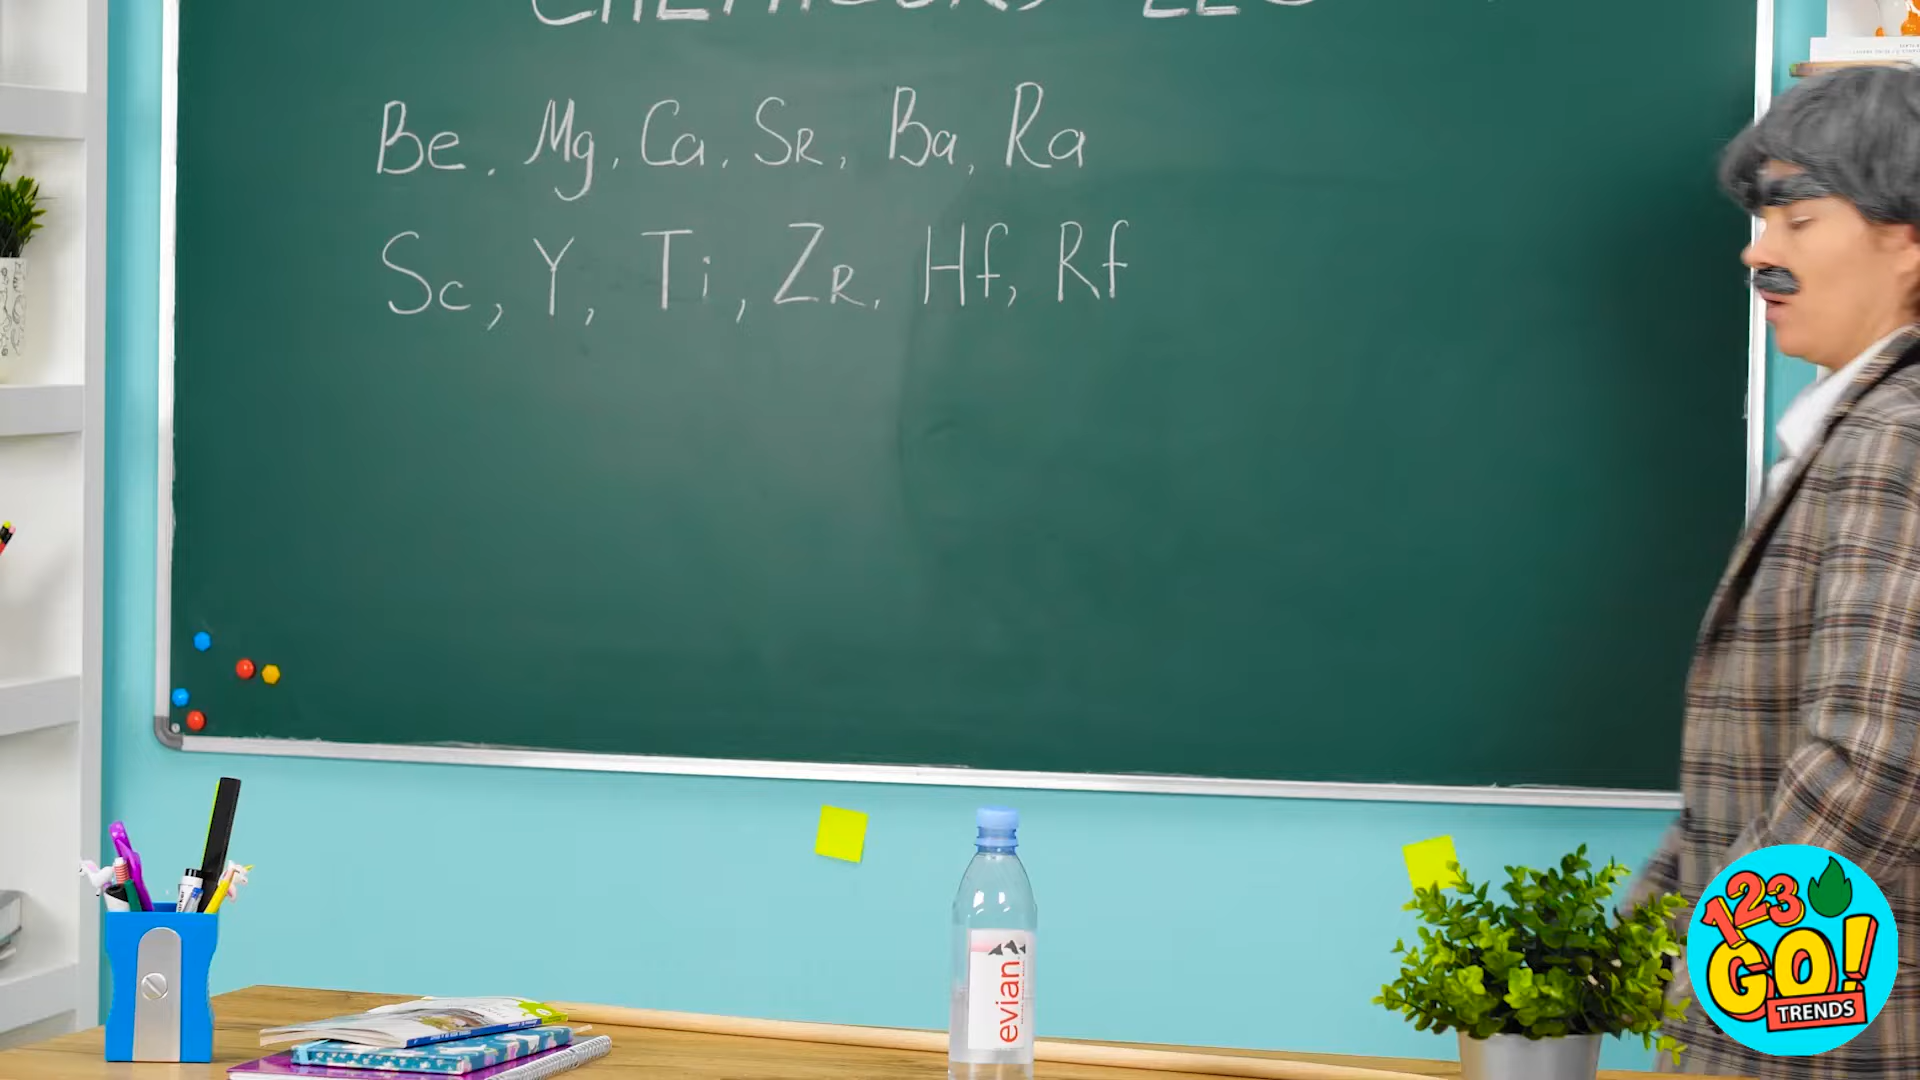 Be. Mg, Ca. SR, Ba, Ra
Sc, Y, Ti, ZR. Hf, Rf
evian
123
GO!
TRENDS